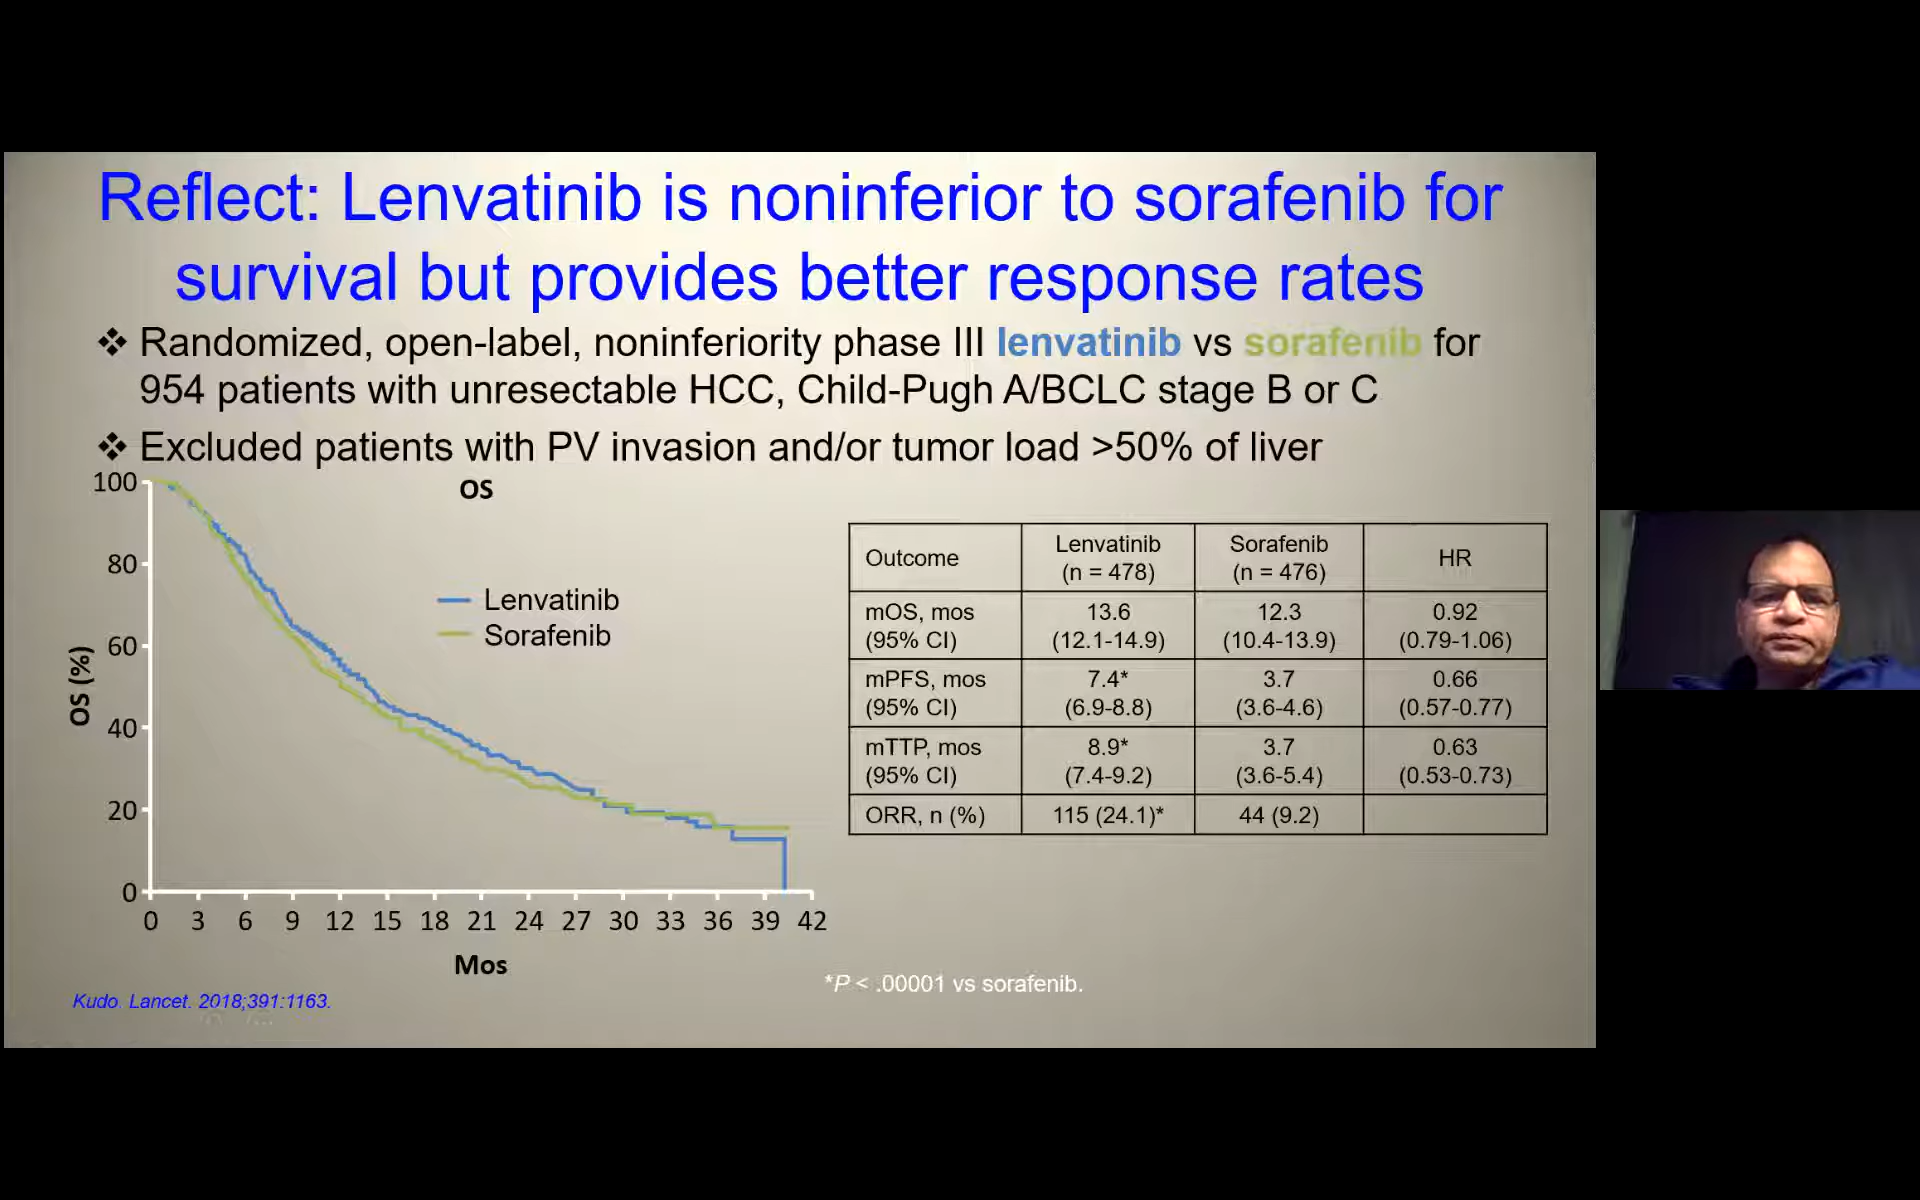 Reflect: Lenvatinib is noninferior to sorafenib for
survival but provides better response rates
❖ Randomized, open-label, noninferiority phase III lenvatinib vs sorafenib for
954 patients with unresectable HCC, Child-Pugh A/BCLC stage B or C
❖ Excluded patients with PV invasion and/or tumor load >50% of liver
OS
100
80
60
40
20
0
OS (%)
Lenvatinib
Sorafenib
0 3 6 9 12 15 18 21 24 27 30 33 36 39 42
Mos
Outcome Lenvatinib (n = 478) Sorafenib (n = 476) HR
mOS, mos (95% CI) 13.6 (12.1-14.9) 12.3 (10.4-13.9) 0.92 (0.79-1.06)
mPFS, mos (95% CI) 7.4* (6.9-8.8) 3.7 (3.6-4.6) 0.66 (0.57-0.77)
mTTP, mos (95% CI) 8.9* (7.4-9.2) 3.7 (3.6-5.4) 0.63 (0.53-0.73)
ORR, n (%) 115 (24.1)* 44 (9.2)
*P < .00001 vs sorafenib.
Kudo. Lancet. 2018;391:1163.